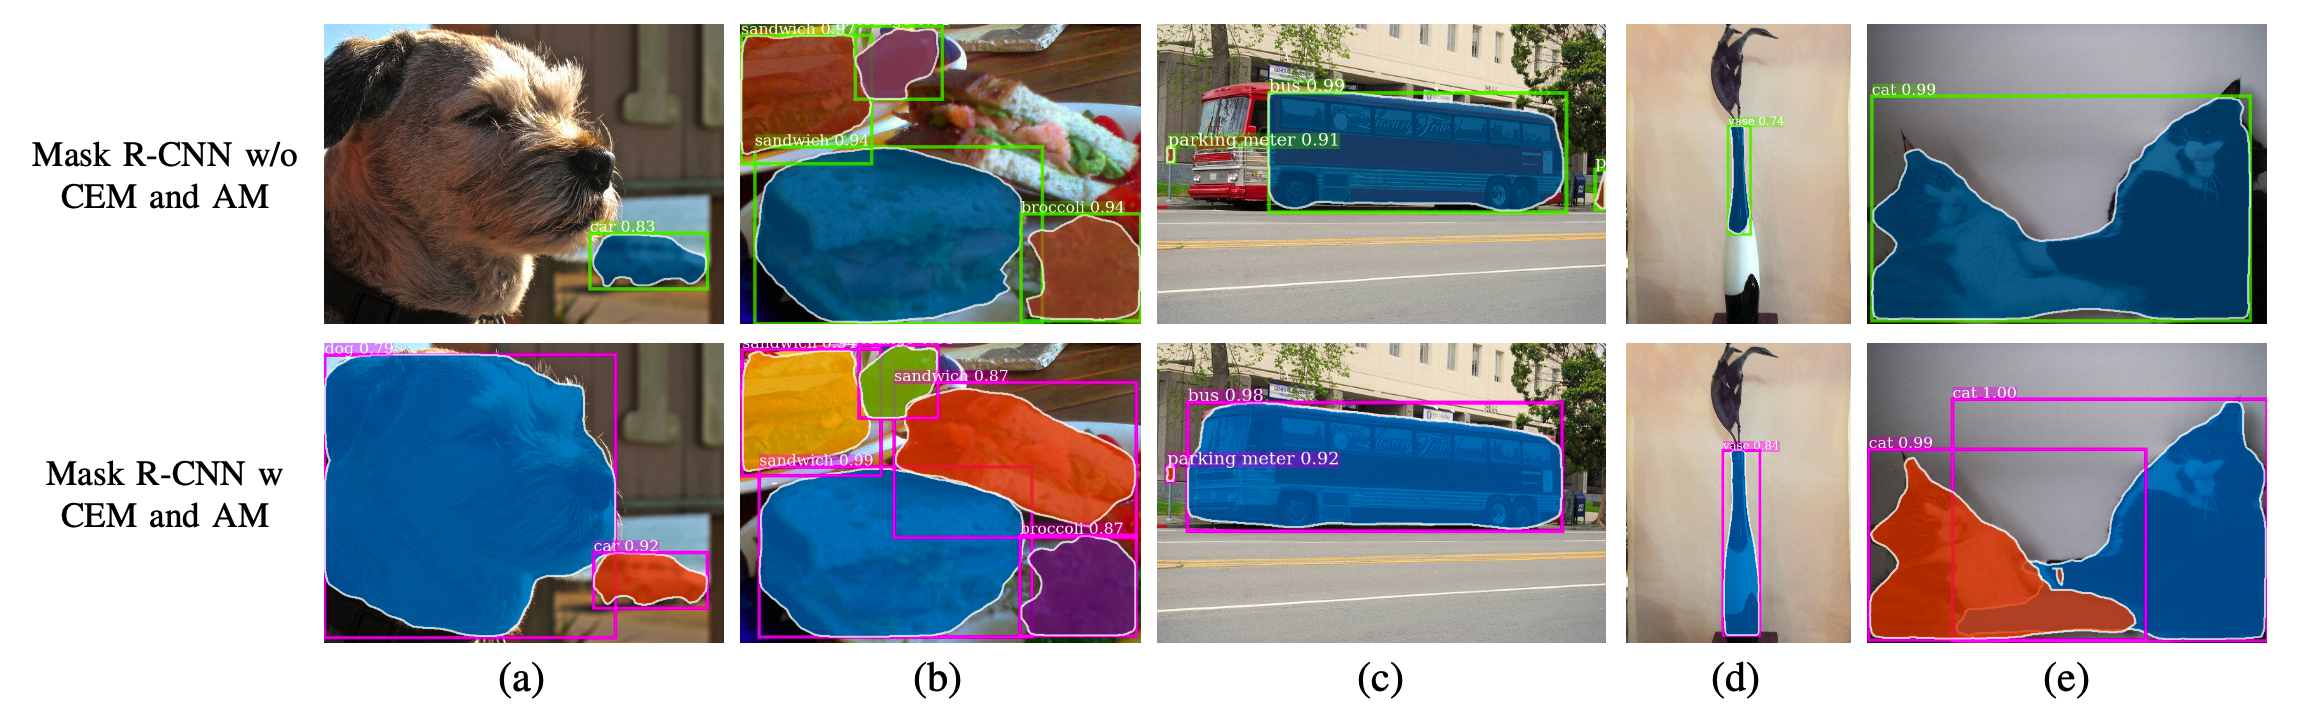 Mask R-CNN w/o
CEM and AM
car 0.83
sandwich 0.97
sandwich 0.94
broccoli 0.94
bus 0.99
parking meter 0.91
p
vase 0.74
cat 0.99
Mask R-CNN w
CEM and AM
dog 0.79
car 0.92
sandwich 0.94
sandwich 0.87
sandwich 0.99
broccoli 0.87
bus 0.98
parking meter 0.92
vase 0.84
cat 1.00
cat 0.99
(a)
(b)
(c)
(d)
(e)